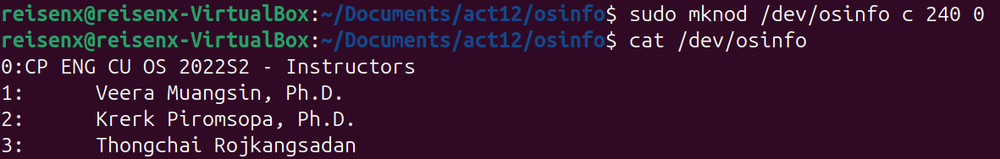 reisenx@reisenx-VirtualBox:~/Documents/act12/osinfo$ sudo mknod /dev/osinfo c 240 0
reisenx@reisenx-VirtualBox:~/Documents/act12/osinfo$ cat /dev/osinfo
0:CP ENG CU OS 2022S2 - Instructors
1:      Veera Muangsin, Ph.D.
2:      Krerk Piromsopa, Ph.D.
3:      Thongchai Rojkangsadan